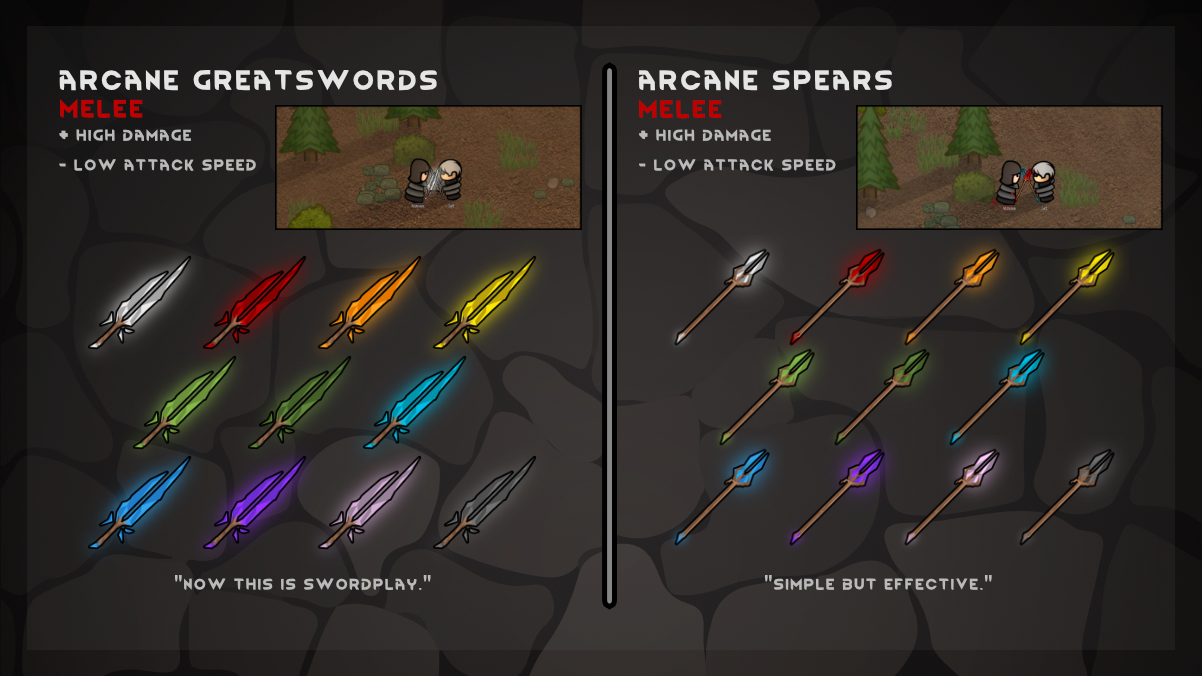 ARCANE GREATSWORDS
MELEE
+ HIGH DAMAGE
- LOW ATTACK SPEED
"NOW THIS IS SWORDPLAY."
ARCANE SPEARS
MELEE
+ HIGH DAMAGE
- LOW ATTACK SPEED
"SIMPLE BUT EFFECTIVE."